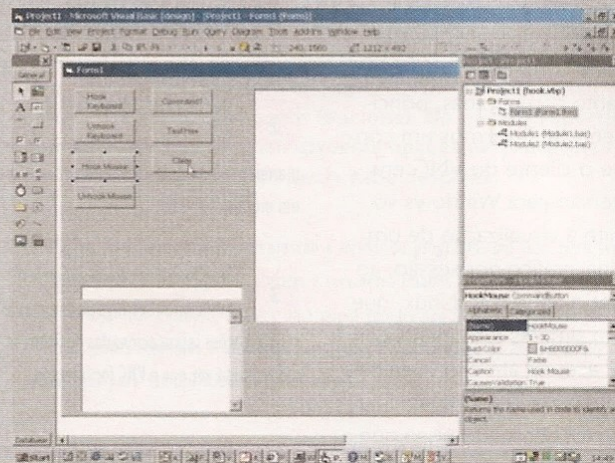 Project1 - Microsoft Visual Basic [design] - [Project1 - Form1 (Form)]
File Edit View Project Format Debug Run Query Diagram Tools Add-Ins Window Help
General
Form1
Hook Keyboard
Command1
Unhook Keyboard
Hook Mouse
Clear
Unhook Mouse
Project1 (hook.vbp)
Forms
Form1 (Form1.frm)
Modules
Module1 (Module1.bas)
Module2 (Module2.bas)
HookMouse CommandButton
Alphabetic Categorized
(Name) HookMouse
Appearance 1 - 3D
BackColor &H8000000F&
Cancel False
Caption Hook Mouse
CausesValidation True
(Name)
Returns the name used in code to identify an object.
Database
Start